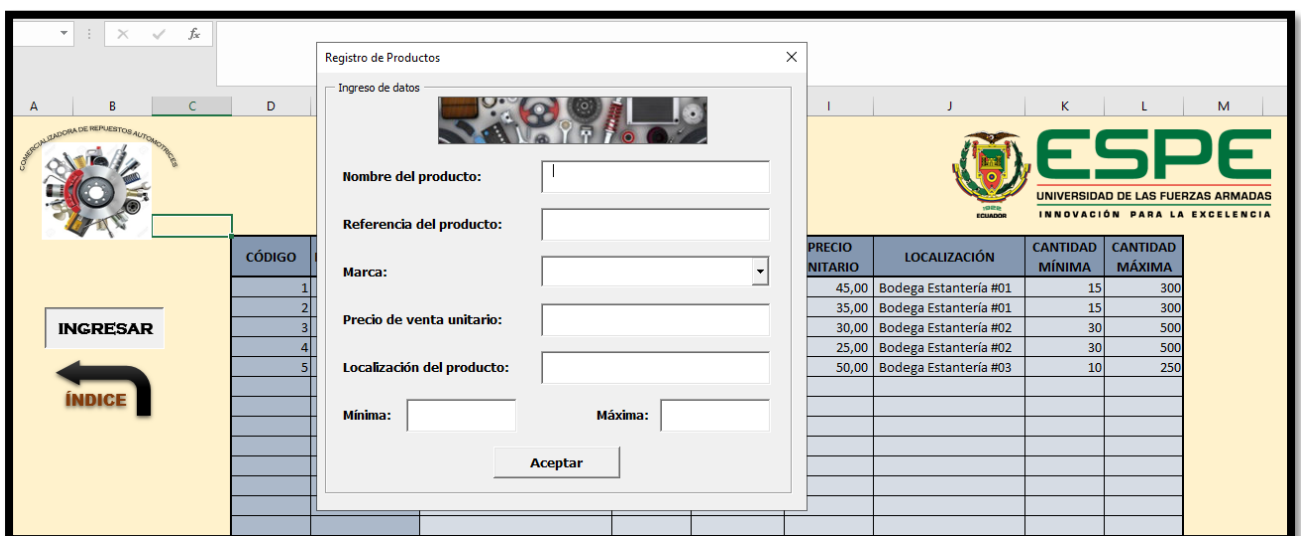 fx
Registro de Productos
Ingreso de datos
A B C D I J K L M
COMERCIALIZADORA DE REPUESTOS AUTOMOTRICES
ESPE
UNIVERSIDAD DE LAS FUERZAS ARMADAS
INNOVACIÓN PARA LA EXCELENCIA
1922
ECUADOR
Nombre del producto:
Referencia del producto:
Marca:
Precio de venta unitario:
Localización del producto:
Mínima: Máxima:
Aceptar
INGRESAR
ÍNDICE
CÓDIGO PRECIO NITARIO LOCALIZACIÓN CANTIDAD MÍNIMA CANTIDAD MÁXIMA
1 45,00 Bodega Estantería #01 15 300
2 35,00 Bodega Estantería #01 15 300
3 30,00 Bodega Estantería #02 30 500
4 25,00 Bodega Estantería #02 30 500
5 50,00 Bodega Estantería #03 10 250